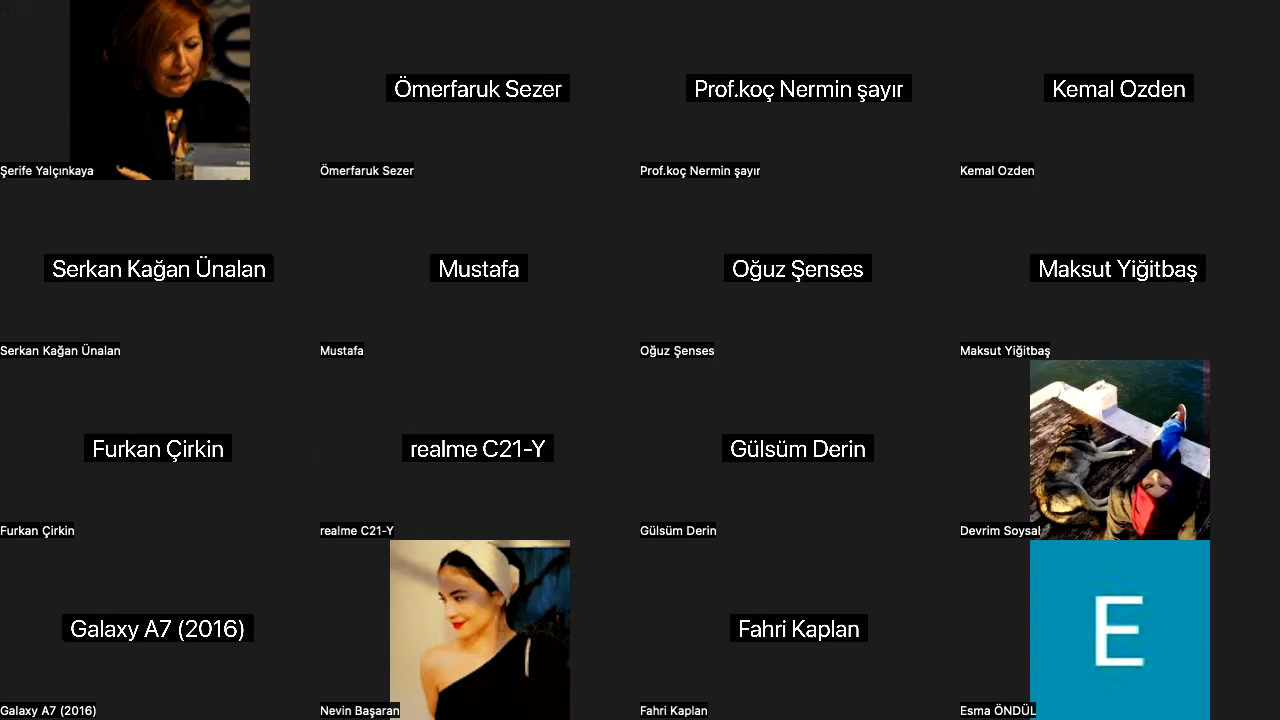 Ömerfaruk Sezer
Prof.koç Nermin şayır
Kemal Ozden
Şerife Yalçınkaya
Ömerfaruk Sezer
Prof.koç Nermin şayır
Kemal Ozden
Serkan Kağan Ünalan
Mustafa
Oğuz Şenses
Maksut Yiğitbaş
Serkan Kağan Ünalan
Mustafa
Oğuz Şenses
Maksut Yiğitbaş
Furkan Çirkin
realme C21-Y
Gülsüm Derin
Furkan Çirkin
realme C21-Y
Gülsüm Derin
Devrim Soysal
Galaxy A7 (2016)
Fahri Kaplan
E
Galaxy A7 (2016)
Nevin Başaran
Fahri Kaplan
Esma ÖNDÜL